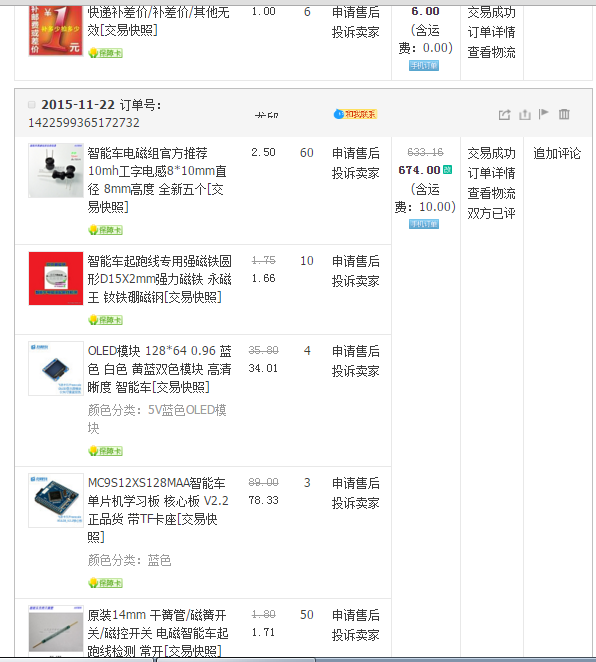 快递补差价/补差价/其他无
效[交易快照]
保障卡
1.00
6
申请售后
投诉卖家
6.00
(含运
费：0.00)
手机订单
交易成功
订单详情
查看物流
2015-11-22 订单号：
1422599365172732
和我联系
智能车电磁组官方推荐
10mh工字电感8*10mm直
径 8mm高度 全新五个[交
易快照]
保障卡
2.50
60
申请售后
投诉卖家
633.16
674.00
(含运
费：10.00)
手机订单
交易成功
订单详情
查看物流
双方已评
追加评论
智能车起跑线专用强磁铁圆
形D15X2mm强力磁铁 永磁
王 钕铁硼磁钢[交易快照]
保障卡
1.75
1.66
10
申请售后
投诉卖家
OLED模块 128*64 0.96 蓝
色 白色 黄蓝双色模块 高清
晰度 智能车[交易快照]
颜色分类：5V蓝色OLED模
块
保障卡
35.80
34.01
4
申请售后
投诉卖家
MC9S12XS128MAA智能车
单片机学习板 核心板 V2.2
正品货 带TF卡座[交易快
照]
颜色分类：蓝色
保障卡
89.00
78.33
3
申请售后
投诉卖家
原装14mm 干簧管/磁簧开
关/磁控开关 电磁智能车起
跑线检测 常开[交易快照]
1.80
1.71
50
申请售后
投诉卖家